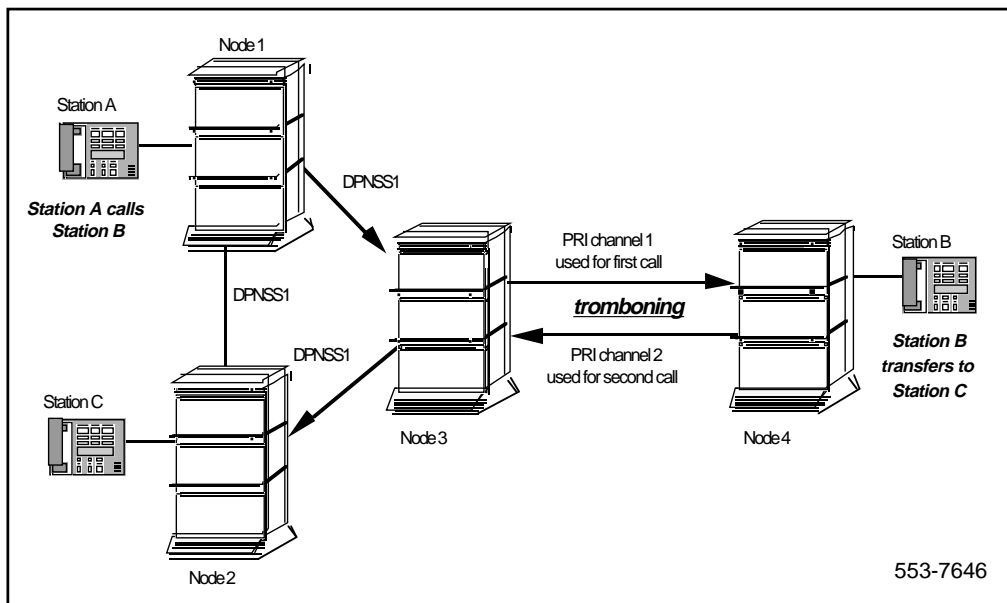 Node 1
Station A
Station A calls
Station B
DPNSS1
DPNSS1
DPNSS1
PRI channel 1
used for first call
tromboning
PRI channel 2
used for second call
Station B
Station B
transfers to
Station C
Station C
Node 3
Node 4
Node 2
553-7646